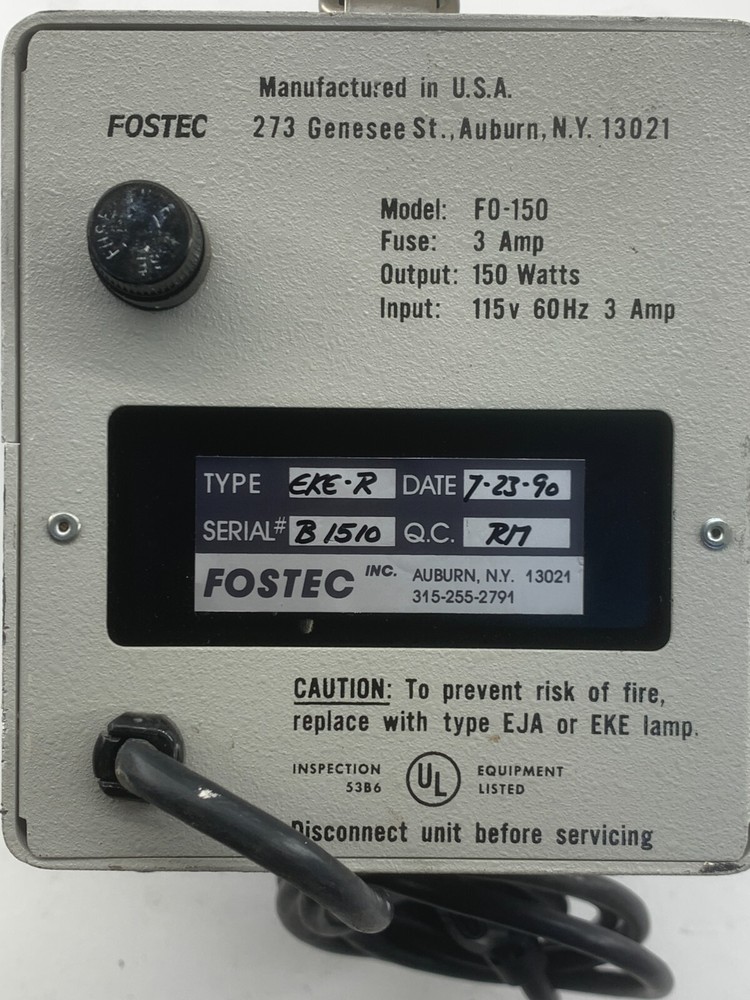 Manufactured in U.S.A.
FOSTEC 273 Genesee St., Auburn, N.Y. 13021
FUSE
Model: FO-150
Fuse: 3 Amp
Output: 150 Watts
Input: 115v 60Hz 3 Amp
TYPE EKE-R DATE 7-23-90
SERIAL# B1510 Q.C. RM
FOSTEC INC. AUBURN, N.Y. 13021
315-255-2791
CAUTION: To prevent risk of fire,
replace with type EJA or EKE lamp.
INSPECTION 53B6 UL EQUIPMENT LISTED
Disconnect unit before servicing